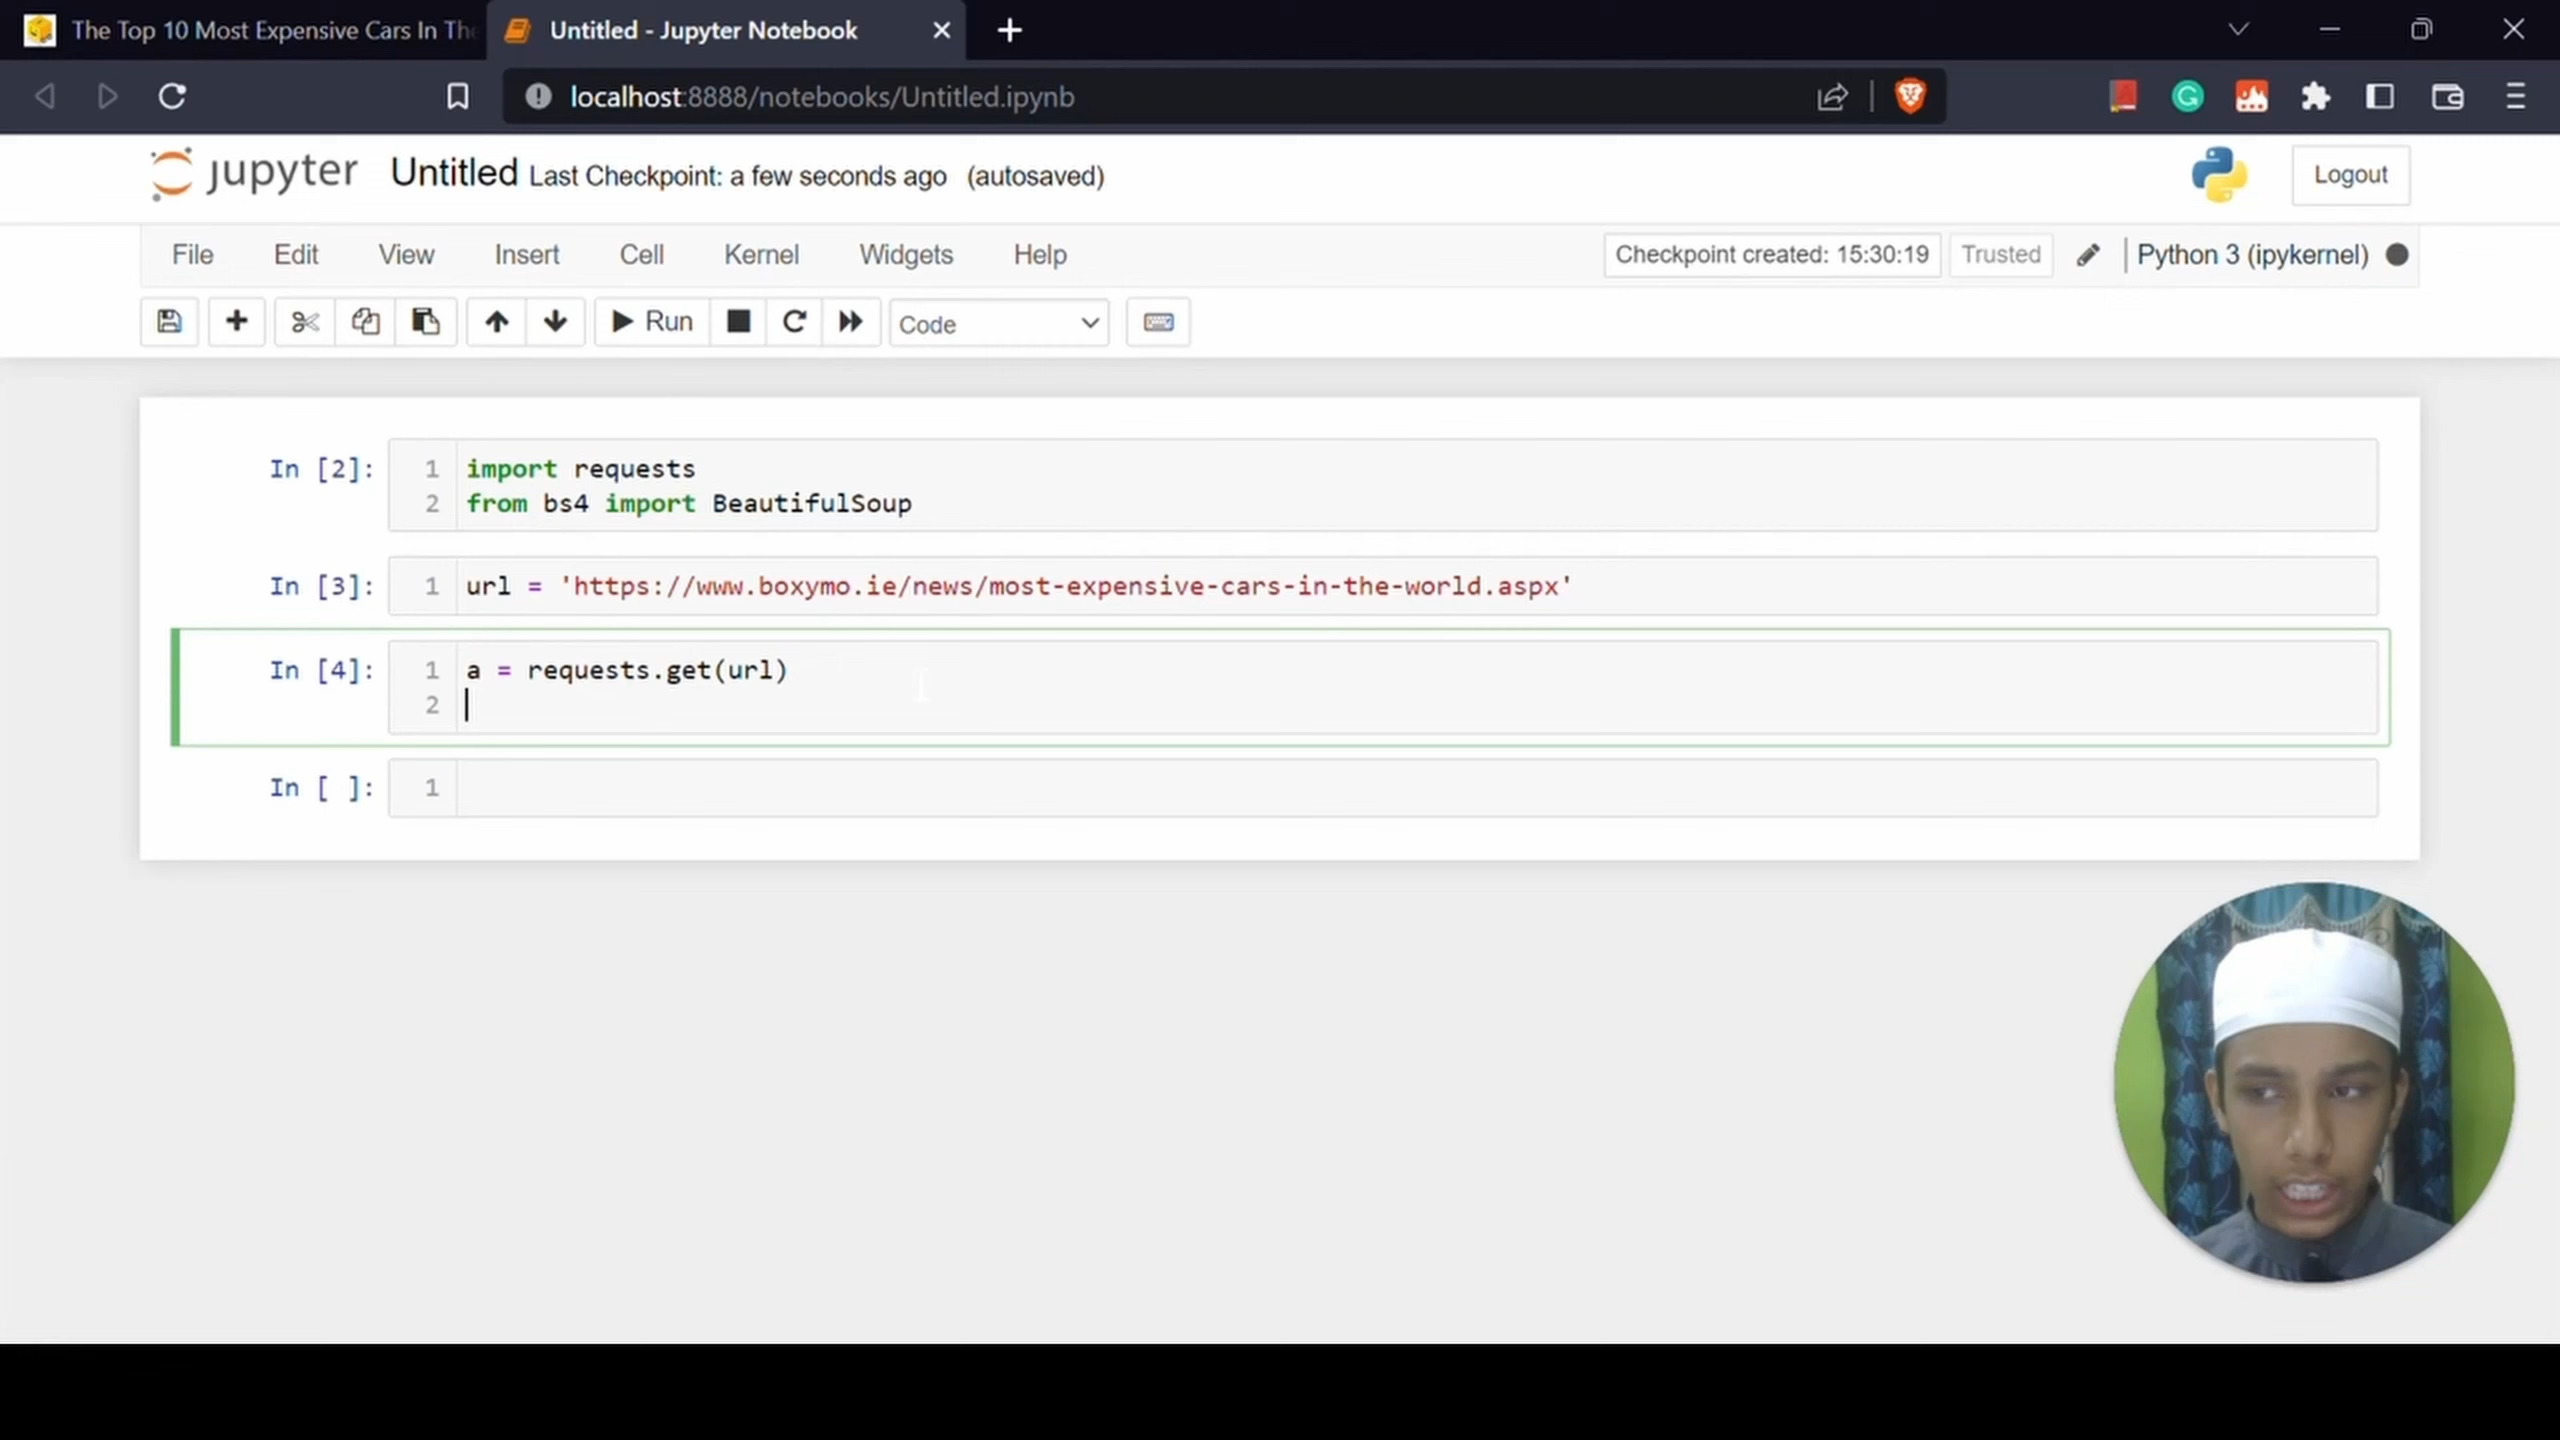 The Top 10 Most Expensive Cars In The
Untitled - Jupyter Notebook
localhost:8888/notebooks/Untitled.ipynb
jupyter Untitled Last Checkpoint: a few seconds ago (autosaved)
Logout
File Edit View Insert Cell Kernel Widgets Help
Checkpoint created: 15:30:19 Trusted Python 3 (ipykernel)
Run Code
In [2]: 1 import requests
2 from bs4 import BeautifulSoup
In [3]: 1 url = 'https://www.boxymo.ie/news/most-expensive-cars-in-the-world.aspx'
In [4]: 1 a = requests.get(url)
2
In [ ]: 1